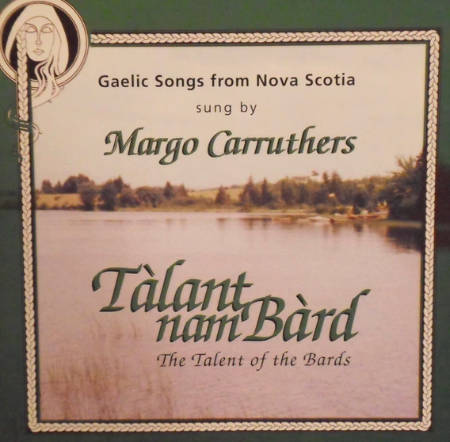 Gaelic Songs from Nova Scotia
sung by
Margo Carruthers
Tàlant
nam Bàrd
The Talent of the Bards